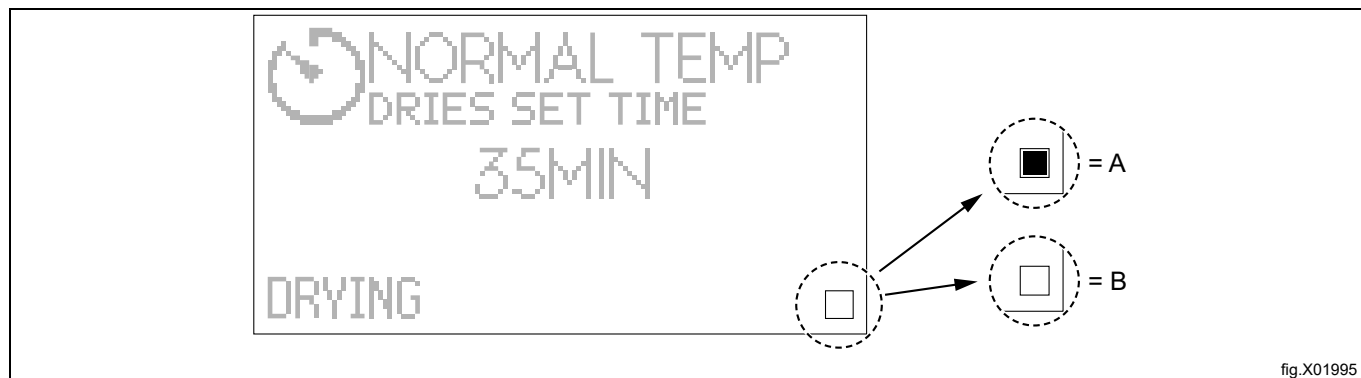 NORMAL TEMP
DRIES SET TIME
35MIN
DRYING
= A
= B
fig.X01995